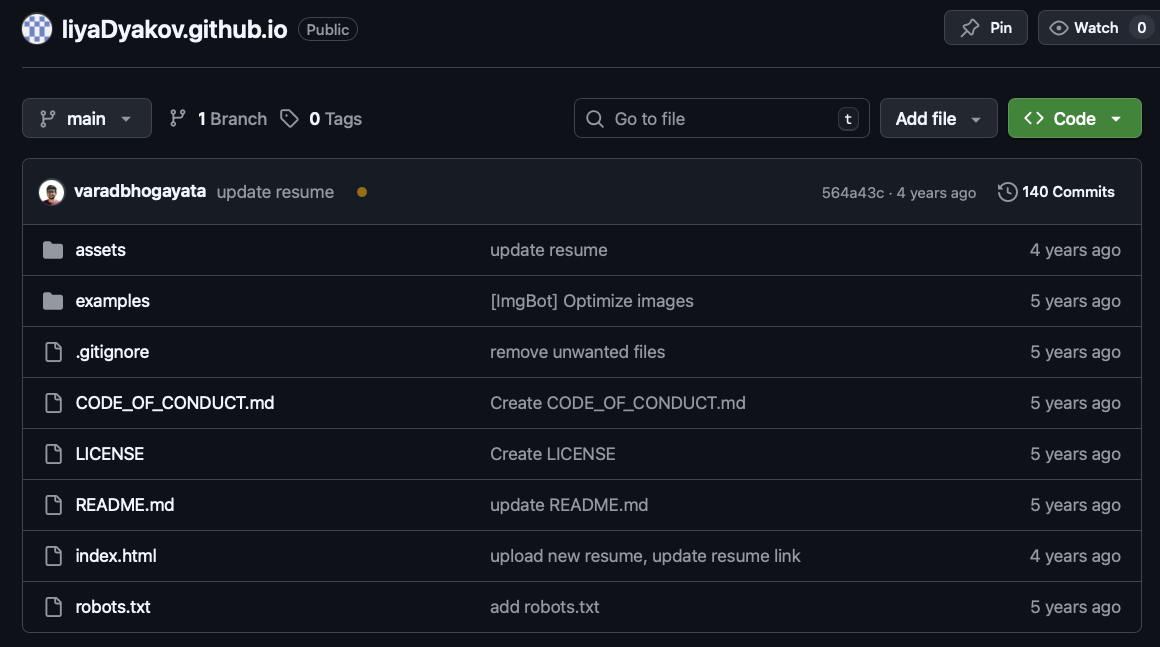 liyaDyakov.github.io Public Pin Watch 0
main 1 Branch 0 Tags Go to file t Add file Code
varadbhogayata update resume 564a43c · 4 years ago 140 Commits
assets update resume 4 years ago
examples [ImgBot] Optimize images 5 years ago
.gitignore remove unwanted files 5 years ago
CODE_OF_CONDUCT.md Create CODE_OF_CONDUCT.md 5 years ago
LICENSE Create LICENSE 5 years ago
README.md update README.md 5 years ago
index.html upload new resume, update resume link 4 years ago
robots.txt add robots.txt 5 years ago